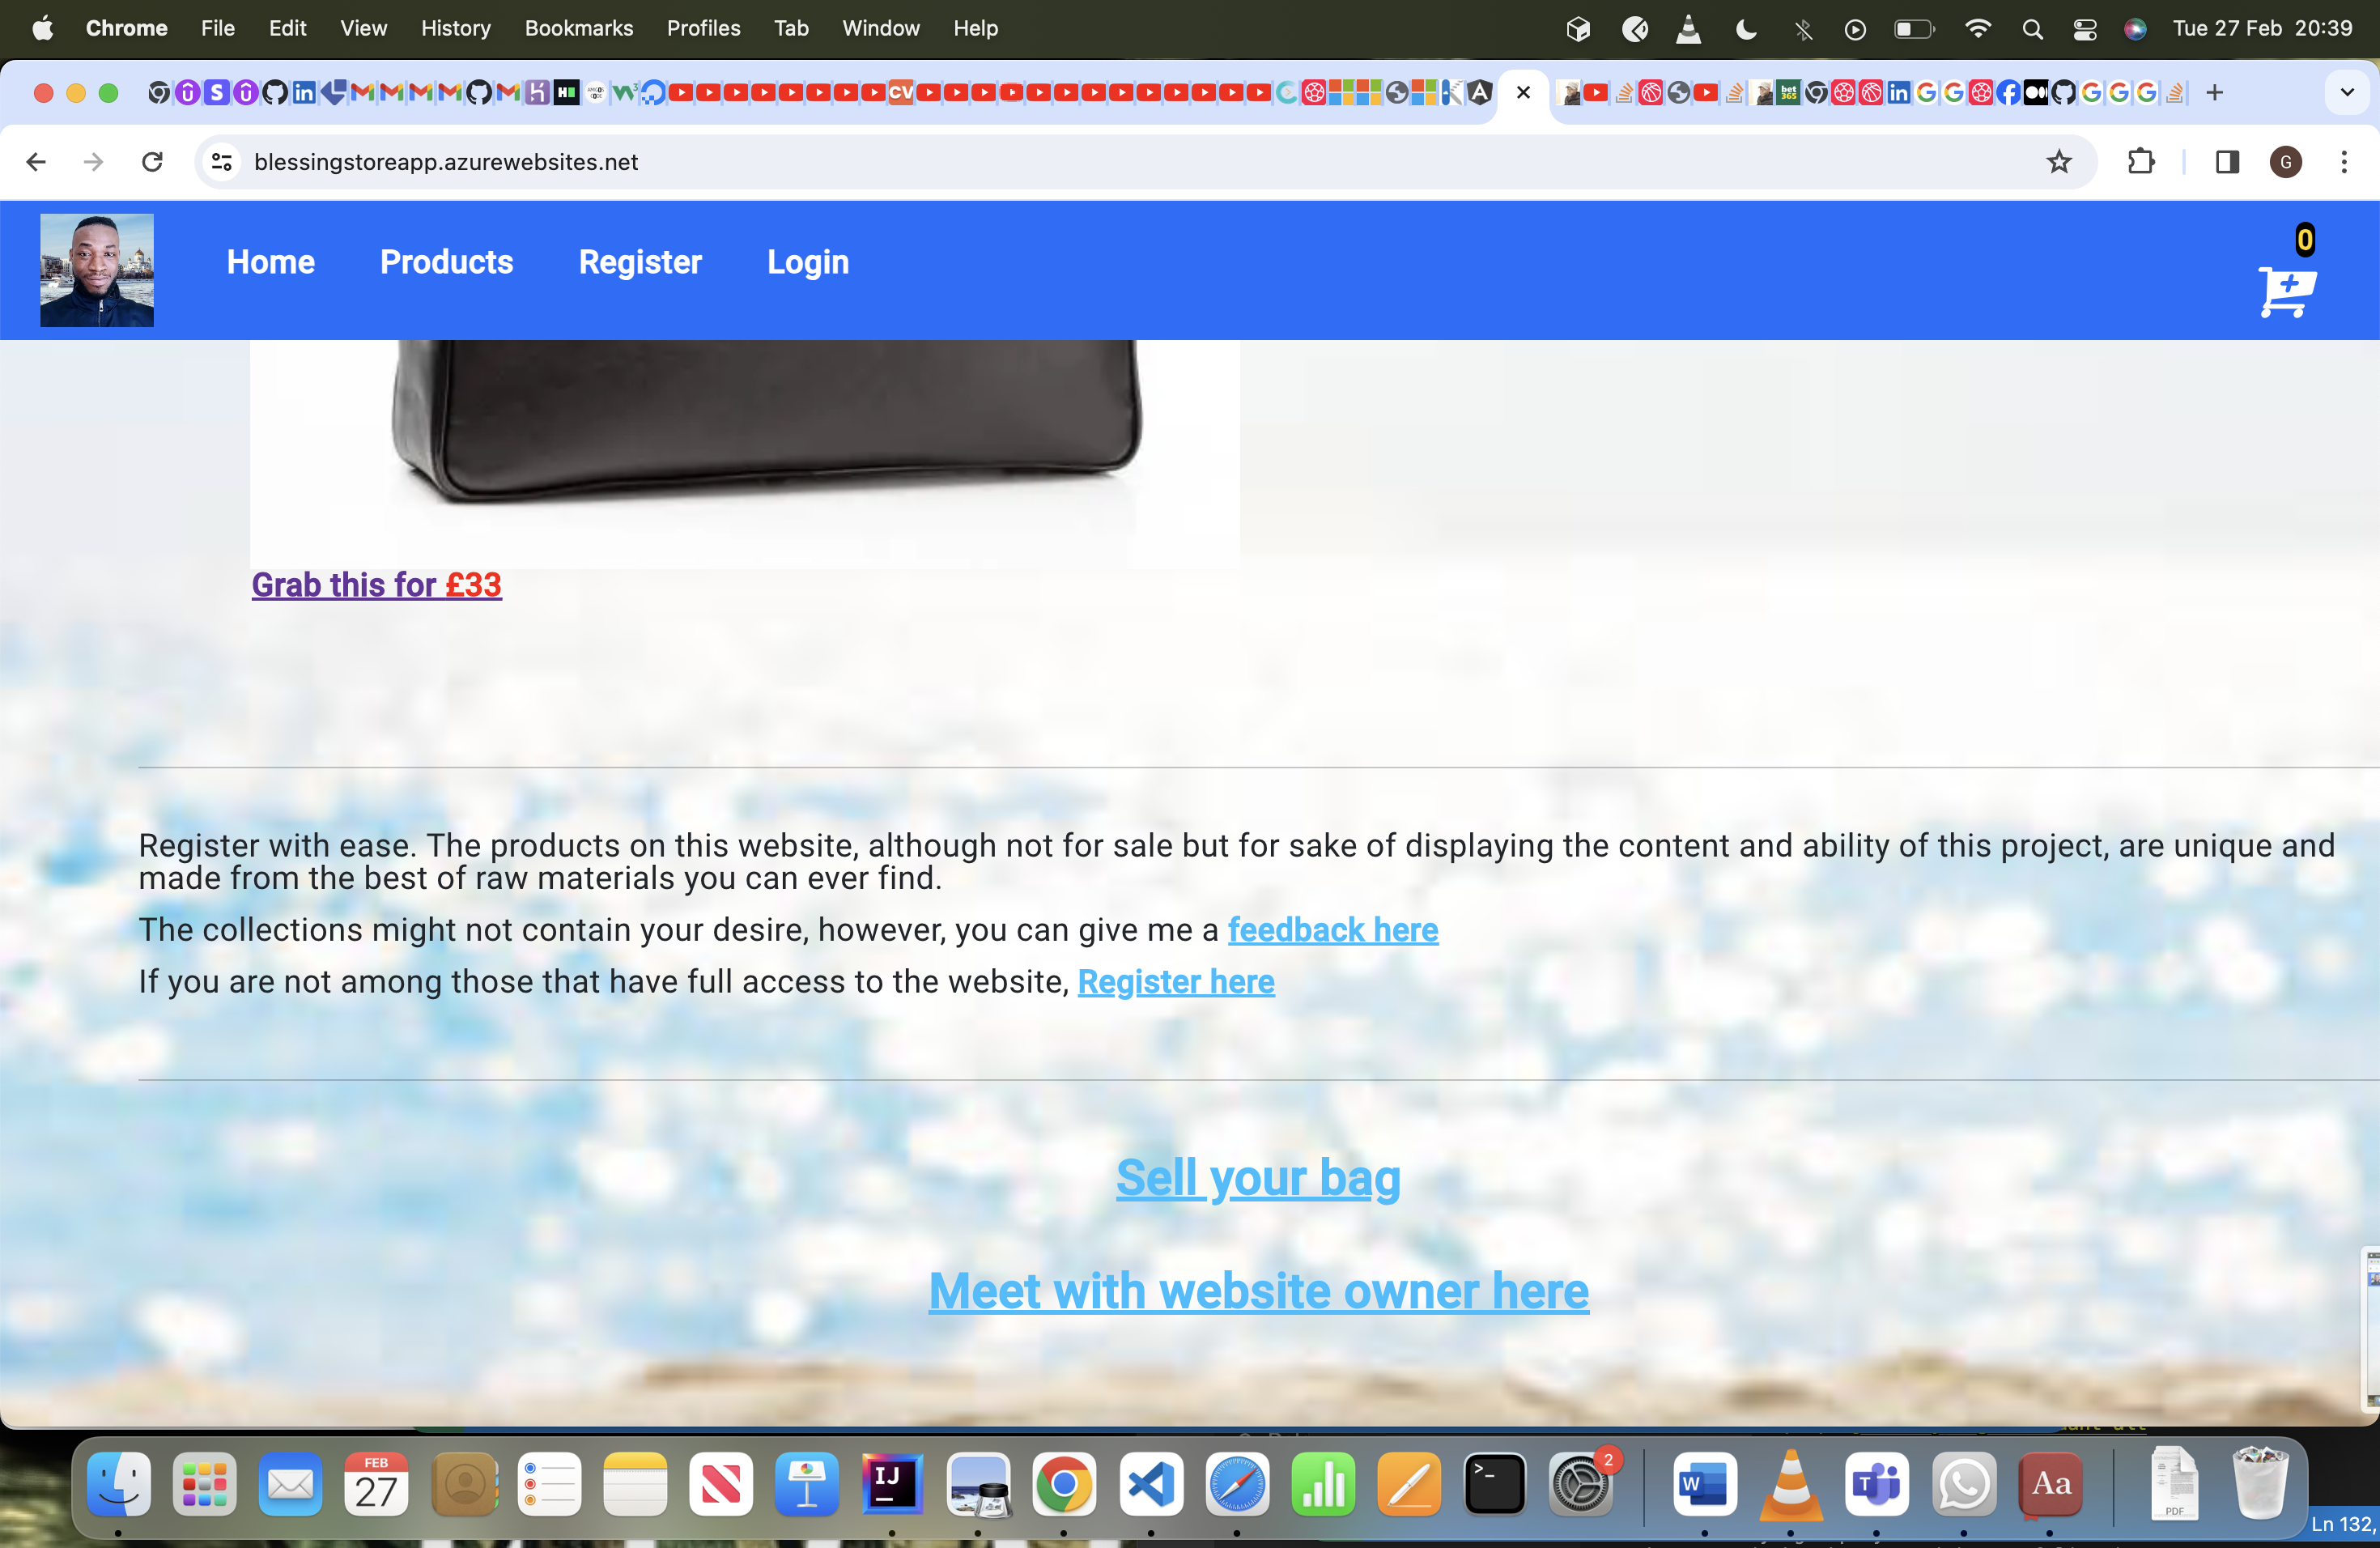 Chrome File Edit View History Bookmarks Profiles Tab Window Help Tue 27 Feb 20:39
blessingstoreapp.azurewebsites.net G
Home Products Register Login 0
Grab this for £33
Register with ease. The products on this website, although not for sale but for sake of displaying the content and ability of this project, are unique and
made from the best of raw materials you can ever find.
The collections might not contain your desire, however, you can give me a feedback here
If you are not among those that have full access to the website, Register here
Sell your bag
Meet with website owner here
FEB
27
IJ
2
W
T
Aa
PDF
Ln 132,